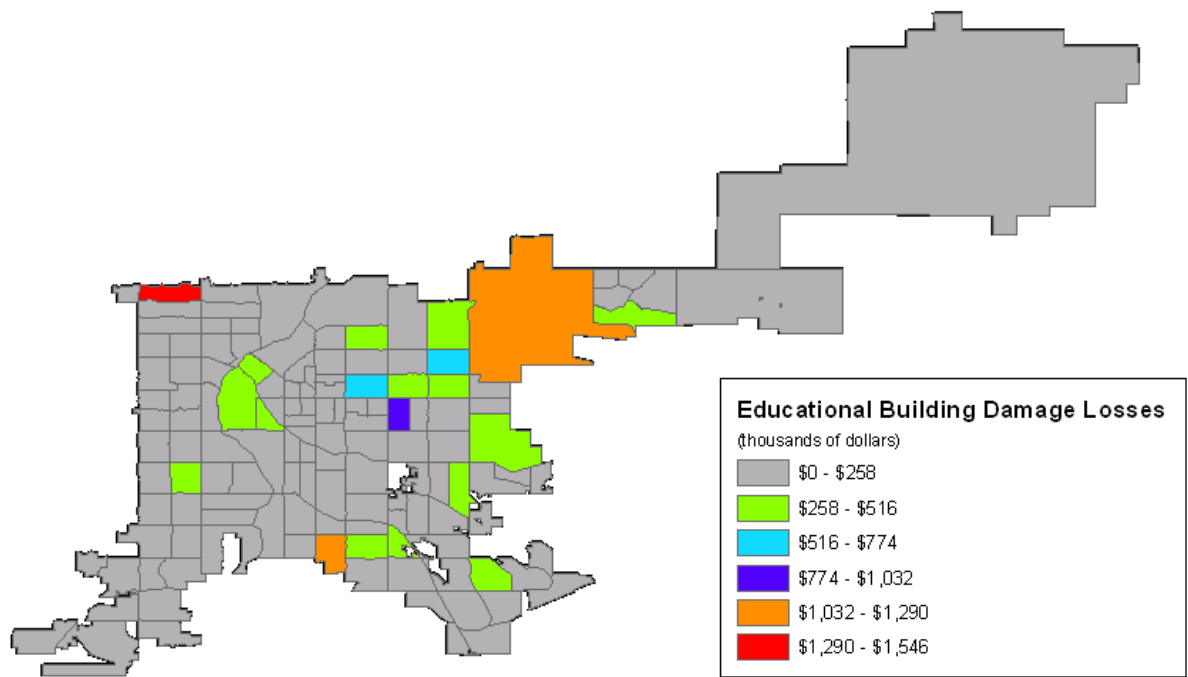 Educational Building Damage Losses
(thousands of dollars)
$0 - $258
$258 - $516
$516 - $774
$774 - $1,032
$1,032 - $1,290
$1,290 - $1,546